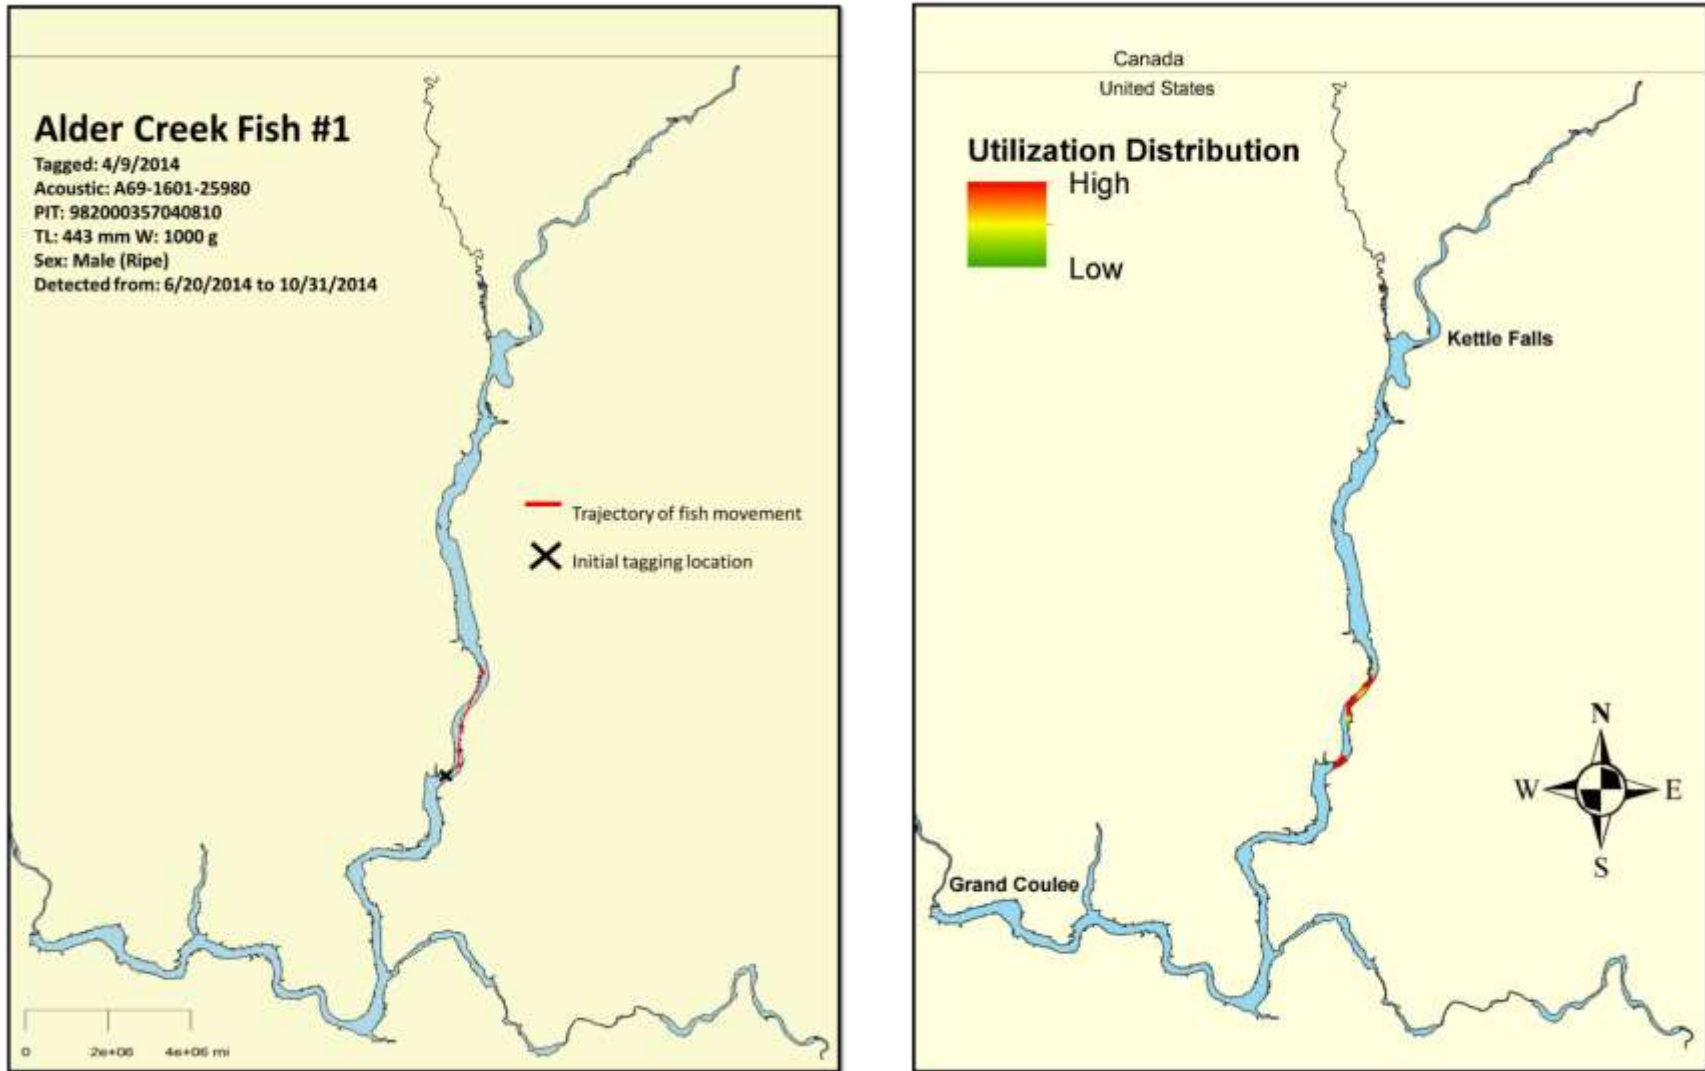 Alder Creek Fish #1
Tagged: 4/9/2014
Acoustic: A69-1601-25980
PIT: 982000357040810
TL: 443 mm W: 1000 g
Sex: Male (Ripe)
Detected from: 6/20/2014 to 10/31/2014
Trajectory of fish movement
Initial tagging location
0 2e+06 4e+06 mi
Canada
United States
Utilization Distribution
High
Low
Kettle Falls
N
W E
S
Grand Coulee